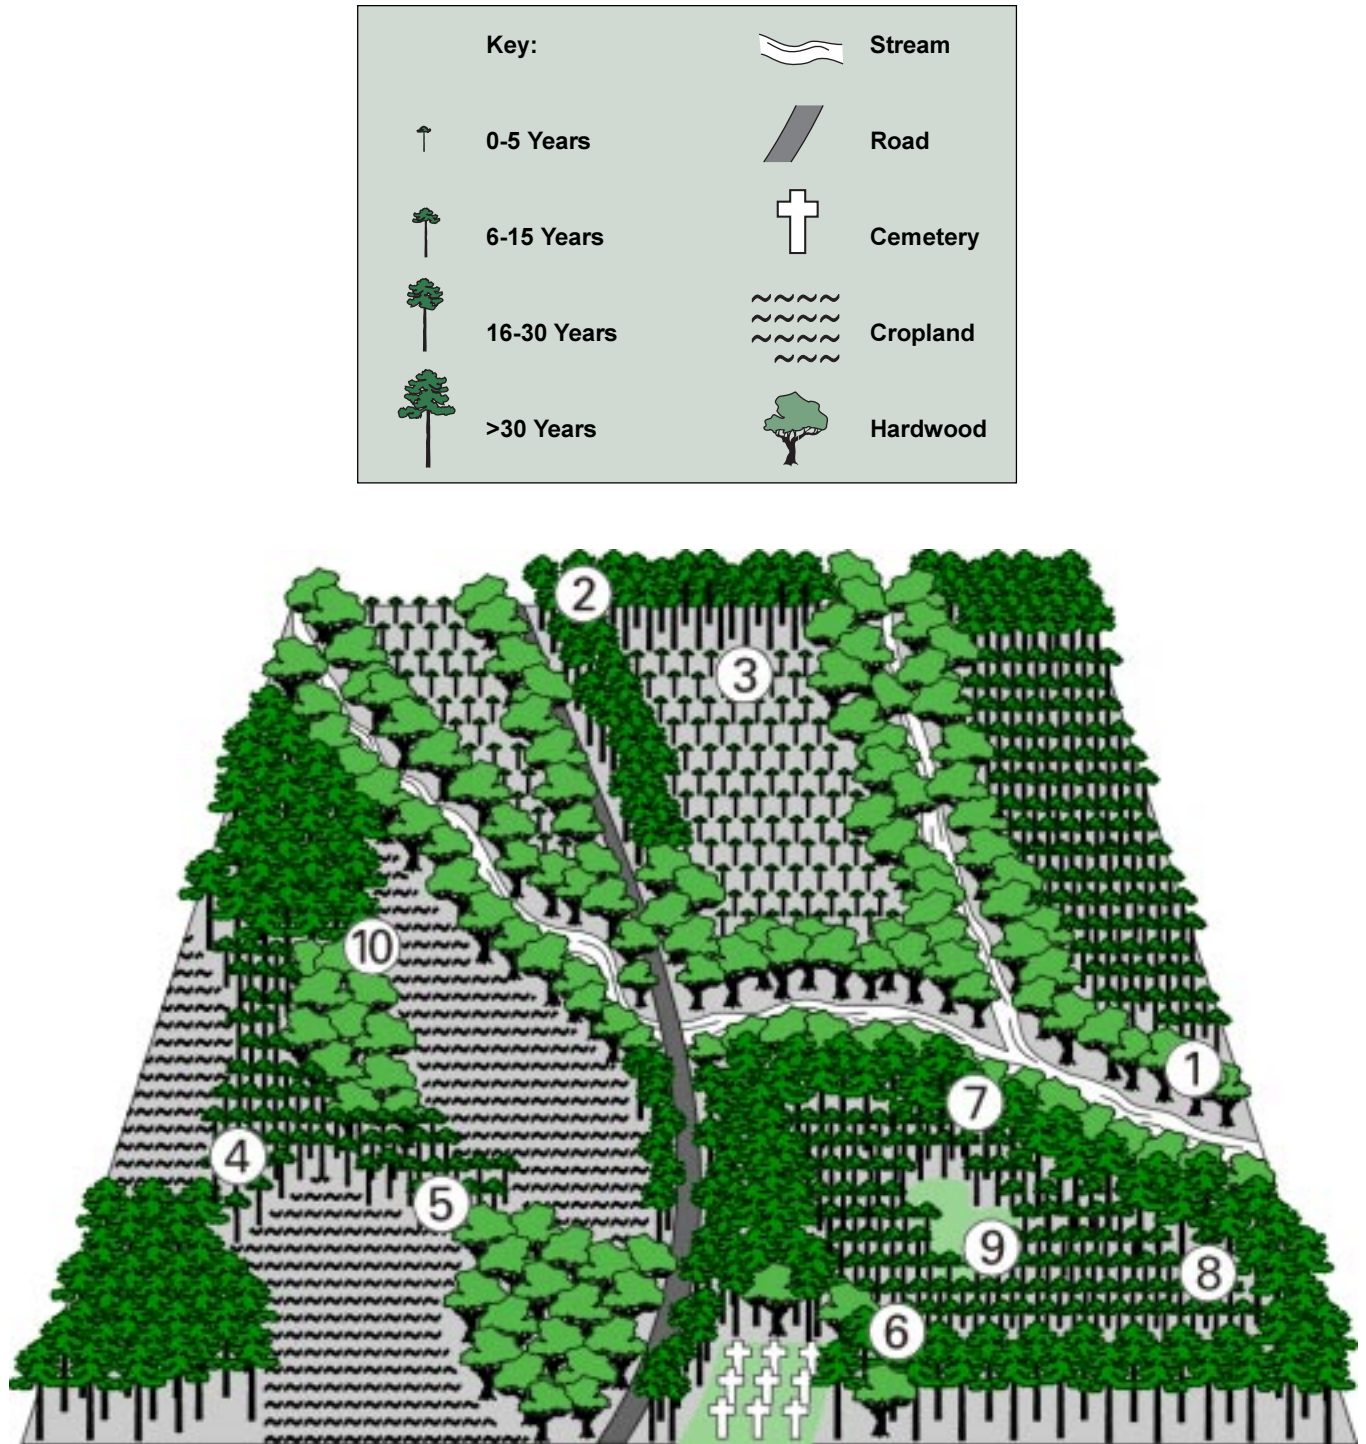 Key:
Stream
0-5 Years
Road
6-15 Years
Cemetery
16-30 Years
Cropland
>30 Years
Hardwood
2
3
10
1
7
4
5
9
8
6